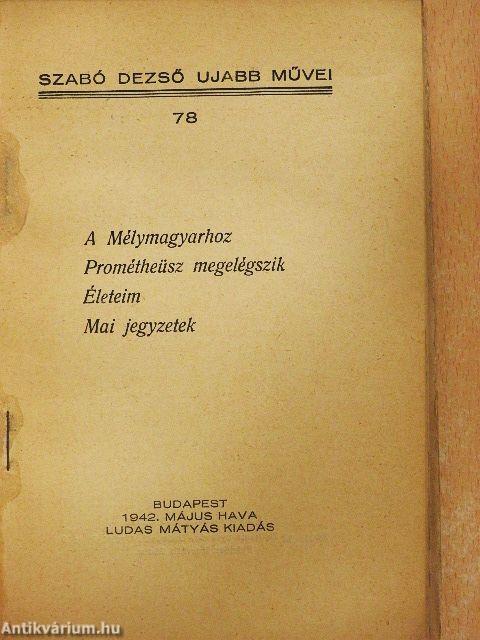 SZABÓ DEZSŐ UJABB MŰVEI
78
A Mélymagyarhoz
Prométheüsz megelégszik
Életeim
Mai jegyzetek
BUDAPEST
1942. MÁJUS HAVA
LUDAS MÁTYÁS KIADÁS
Antikvárium.hu